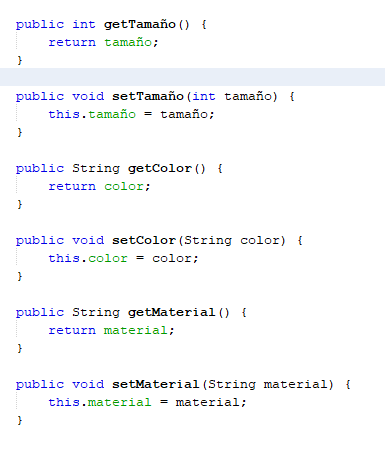 public int getTamaño() {
    return tamaño;
}
public void setTamaño(int tamaño) {
    this.tamaño = tamaño;
}
public String getColor() {
    return color;
}
public void setColor(String color) {
    this.color = color;
}
public String getMaterial() {
    return material;
}
public void setMaterial(String material) {
    this.material = material;
}